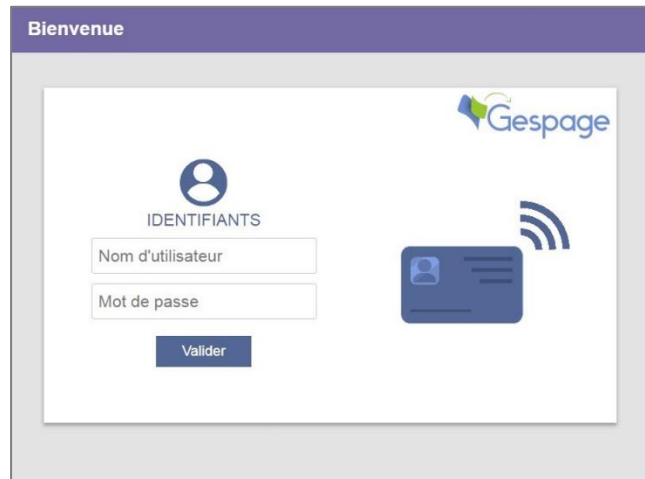 Bienvenue
Gespage
IDENTIFIANTS
Nom d'utilisateur
Mot de passe
Valider